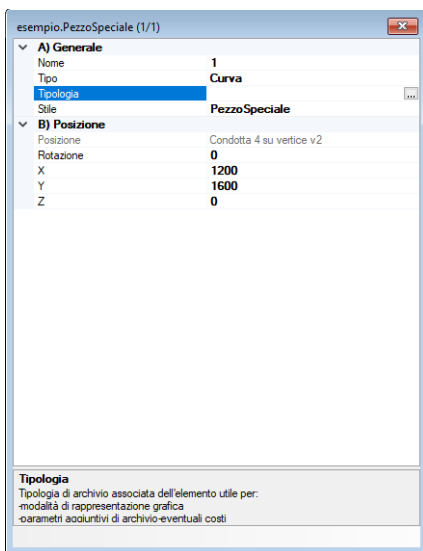 esempio.PezzoSpeciale (1/1)
A) Generale
Nome 1
Tipo Curva
Tipologia ...
Stile PezzoSpeciale
B) Posizione
Posizione Condotta 4 su vertice v2
Rotazione 0
X 1200
Y 1600
Z 0
Tipologia
Tipologia di archivio associata dell'elemento utile per:
-modalità di rappresentazione grafica
-parametri aggiuntivi di archivio-eventuali costi